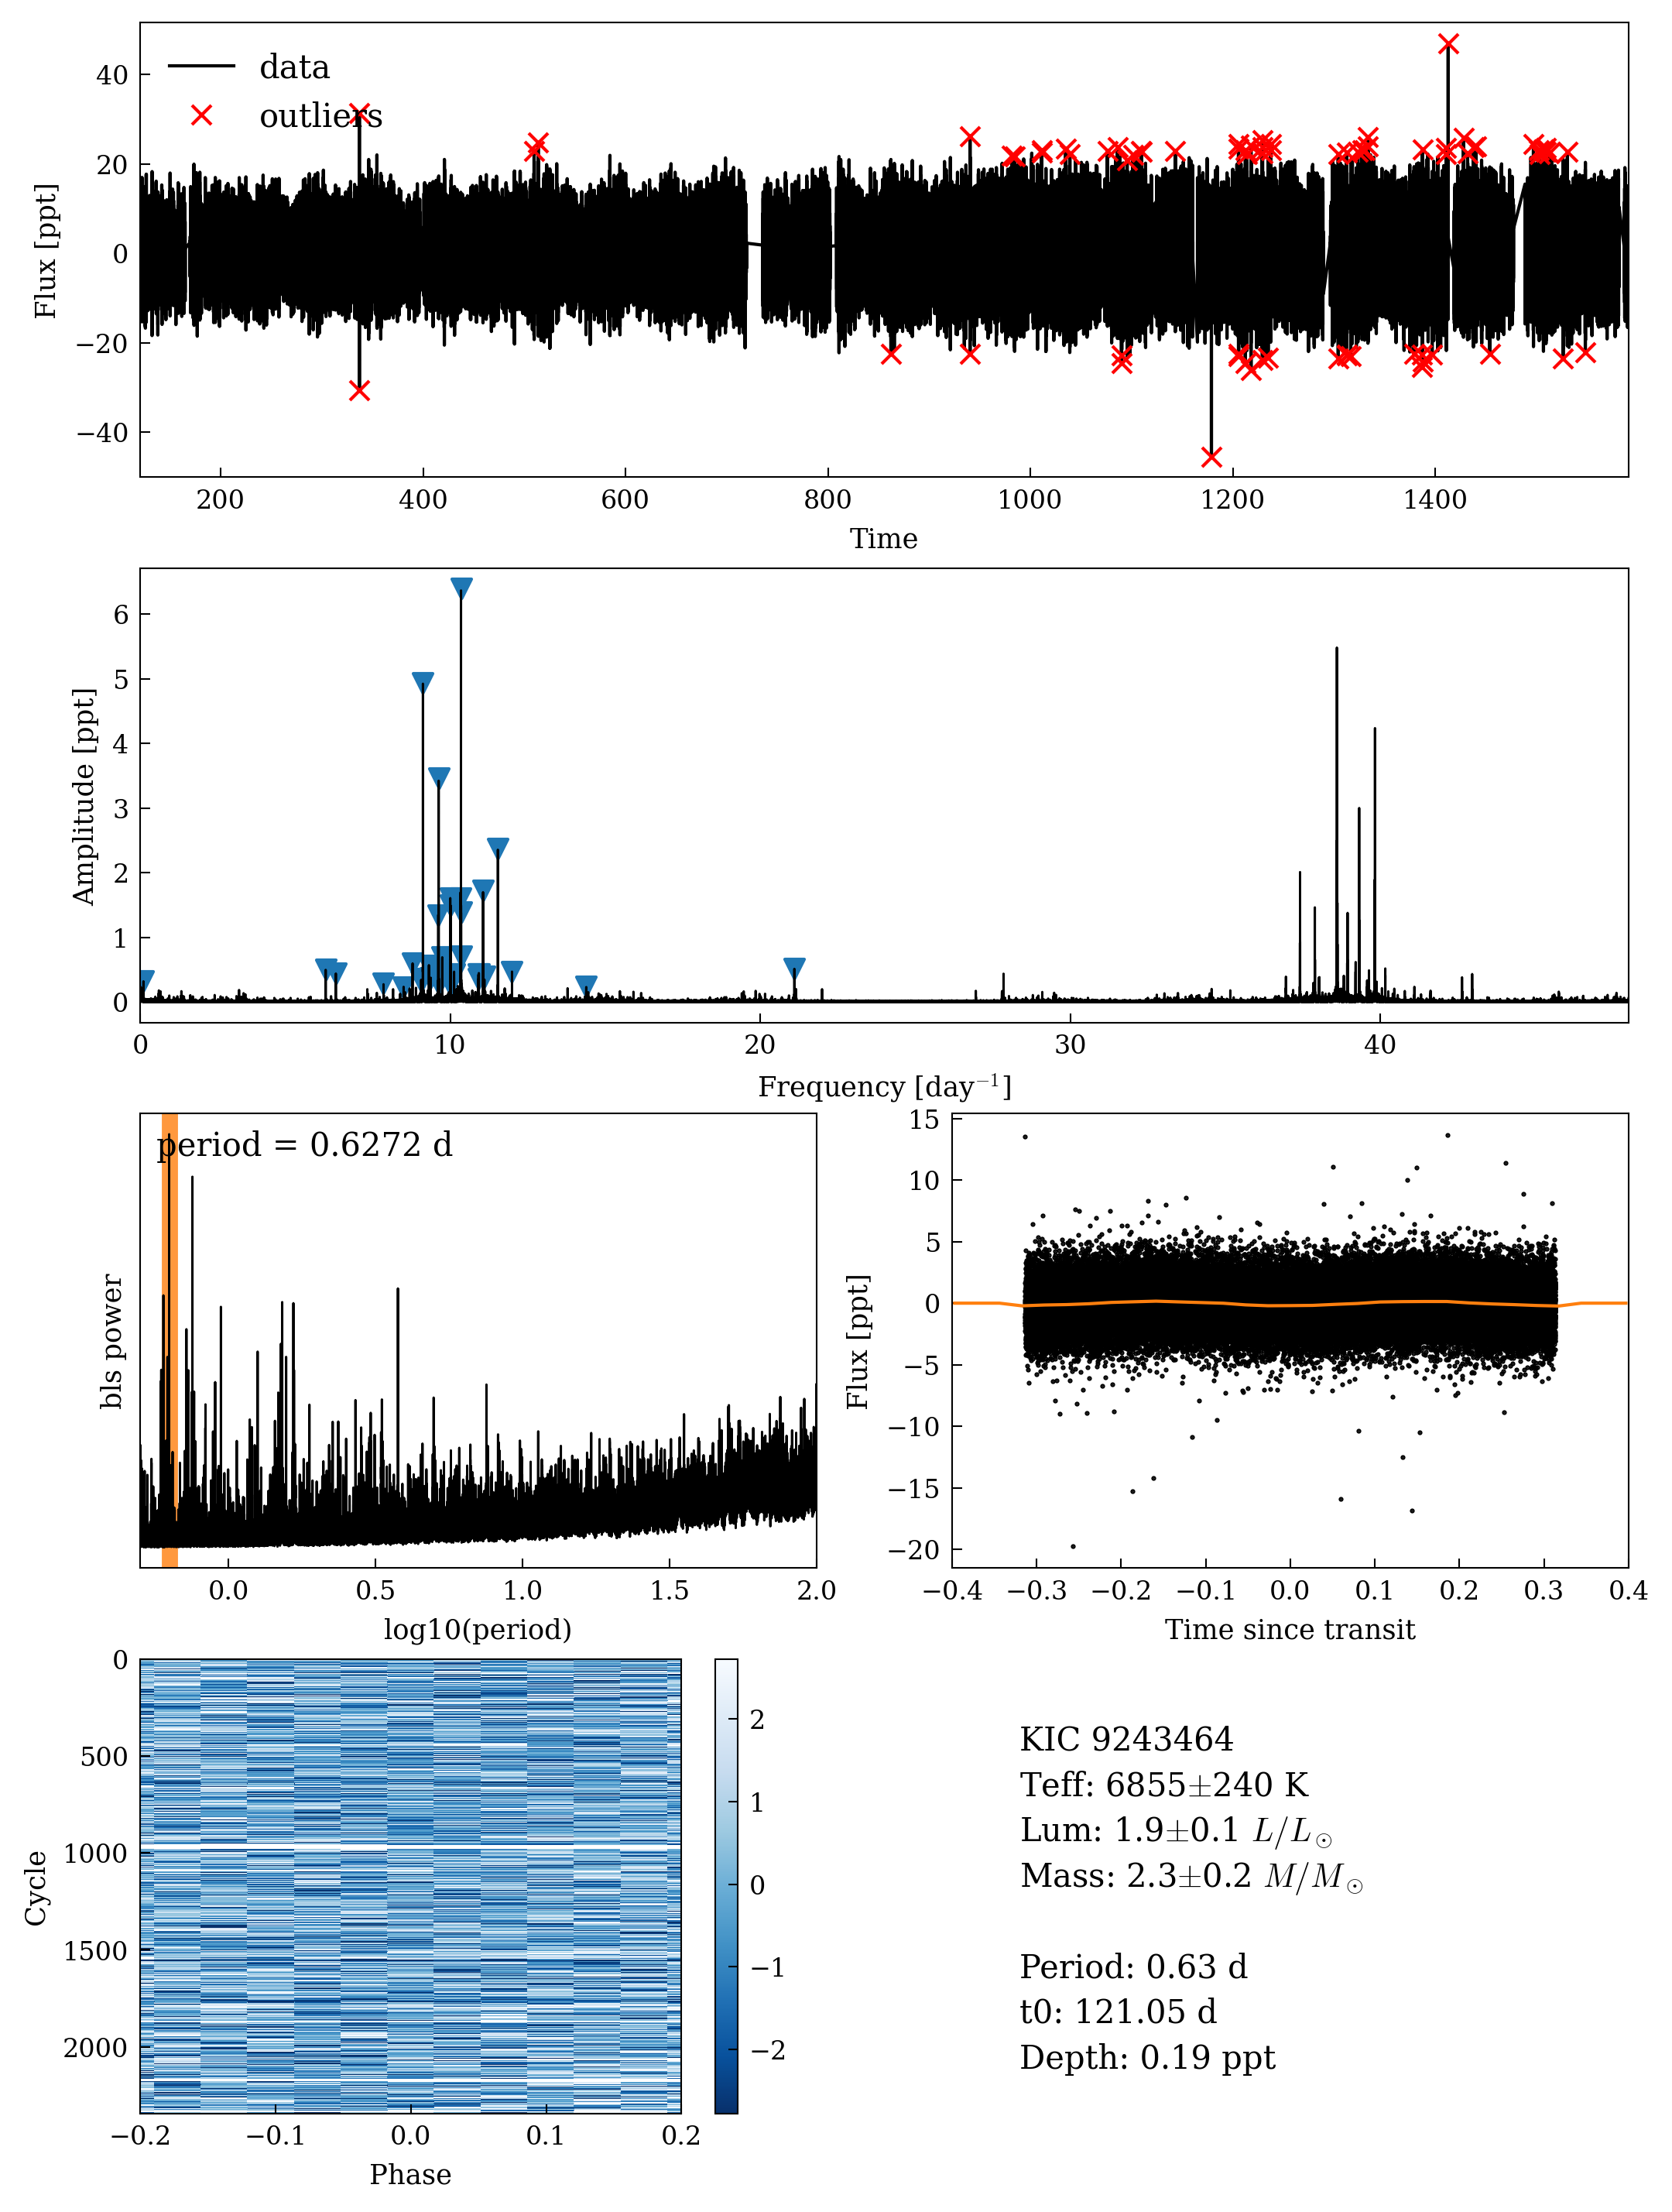 data
outliers
40
20
0
−20
−40
Flux [ppt]
200 400 600 800 1000 1200 1400
Time
6
5
4
3
2
1
0
Amplitude [ppt]
0 10 20 30 40
Frequency [day⁻¹]
period = 0.6272 d
bls power
0.0 0.5 1.0 1.5 2.0
log10(period)
15
10
5
0
−5
−10
−15
−20
Flux [ppt]
−0.4 −0.3 −0.2 −0.1 0.0 0.1 0.2 0.3 0.4
Time since transit
0
500
1000
1500
2000
Cycle
−0.2 −0.1 0.0 0.1 0.2
Phase
2
1
0
−1
−2
KIC 9243464
Teff: 6855±240 K
Lum: 1.9±0.1 L/L☉
Mass: 2.3±0.2 M/M☉
Period: 0.63 d
t0: 121.05 d
Depth: 0.19 ppt